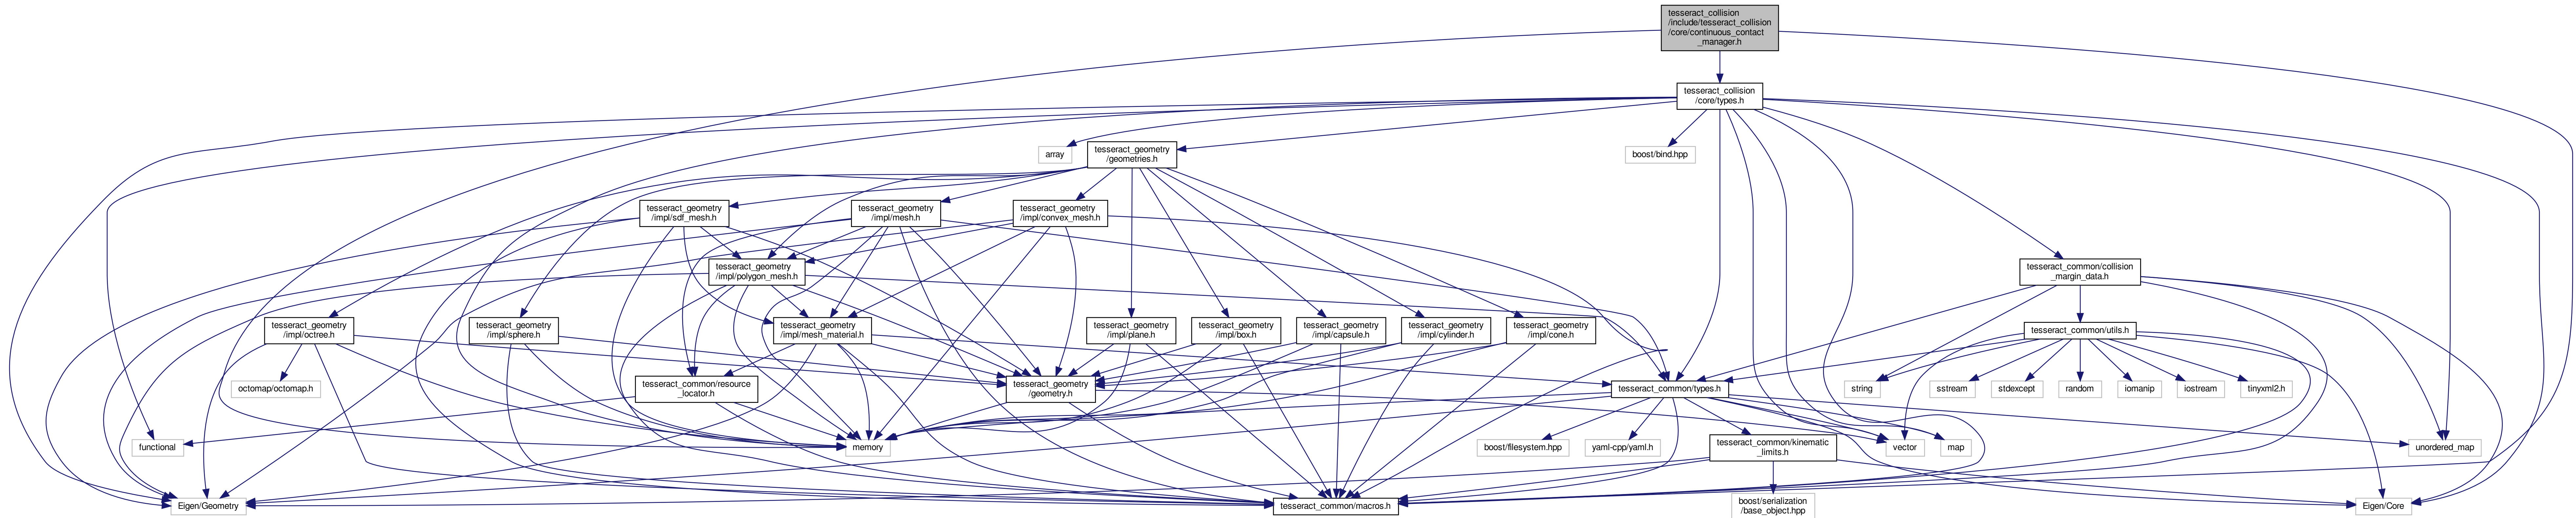 tesseract_collision
/include/tesseract_collision
/core/continuous_contact
_manager.h
tesseract_collision
/core/types.h
array
tesseract_geometry
/geometries.h
boost/bind.hpp
tesseract_geometry
/impl/sdf_mesh.h
tesseract_geometry
/impl/mesh.h
tesseract_geometry
/impl/convex_mesh.h
tesseract_geometry
/impl/polygon_mesh.h
tesseract_common/collision
_margin_data.h
tesseract_geometry
/impl/octree.h
tesseract_geometry
/impl/sphere.h
tesseract_geometry
/impl/mesh_material.h
tesseract_geometry
/impl/plane.h
tesseract_geometry
/impl/box.h
tesseract_geometry
/impl/capsule.h
tesseract_geometry
/impl/cylinder.h
tesseract_geometry
/impl/cone.h
tesseract_common/utils.h
octomap/octomap.h
tesseract_common/resource
_locator.h
tesseract_geometry
/geometry.h
tesseract_common/types.h
string
sstream
stdexcept
random
iomanip
iostream
tinyxml2.h
functional
memory
boost/filesystem.hpp
yaml-cpp/yaml.h
tesseract_common/kinematic
_limits.h
vector
map
unordered_map
Eigen/Geometry
tesseract_common/macros.h
boost/serialization
/base_object.hpp
Eigen/Core